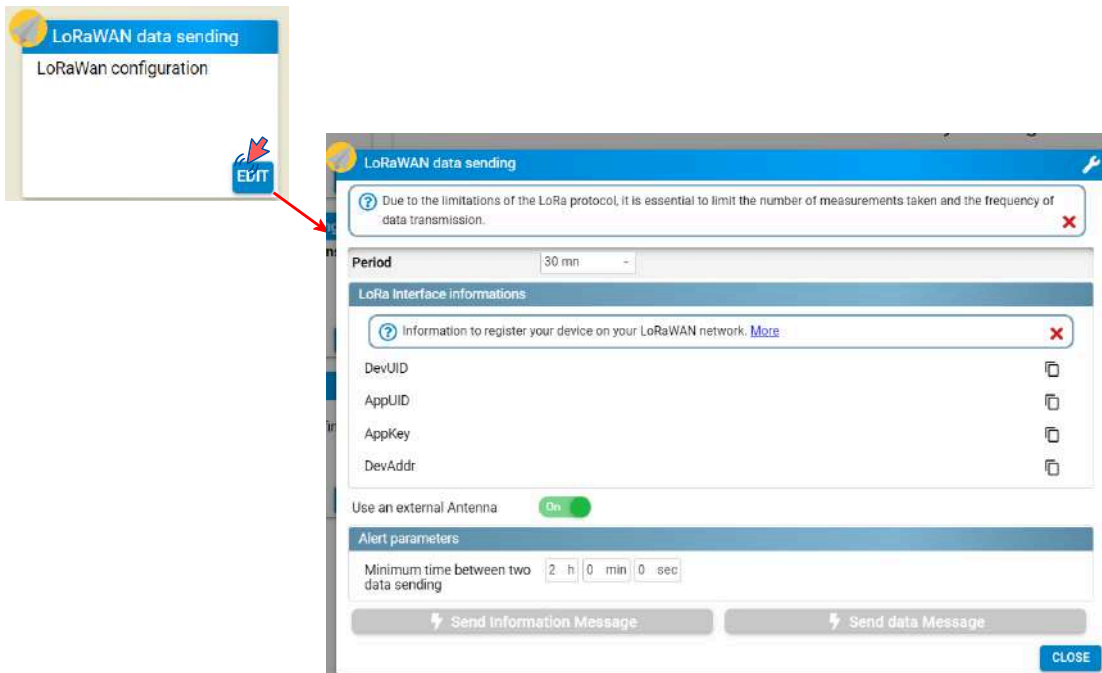 LoRaWAN data sending
LoRaWan configuration
EDIT
LoRaWAN data sending
Due to the limitations of the LoRa protocol, it is essential to limit the number of measurements taken and the frequency of
data transmission.
Period
30 mn
LoRa Interface informations
Information to register your device on your LoRaWAN network. More
DevUID
AppUID
AppKey
DevAddr
Use an external Antenna
On
Alert parameters
Minimum time between two
data sending
2 h 0 min 0 sec
Send Information Message
Send data Message
CLOSE